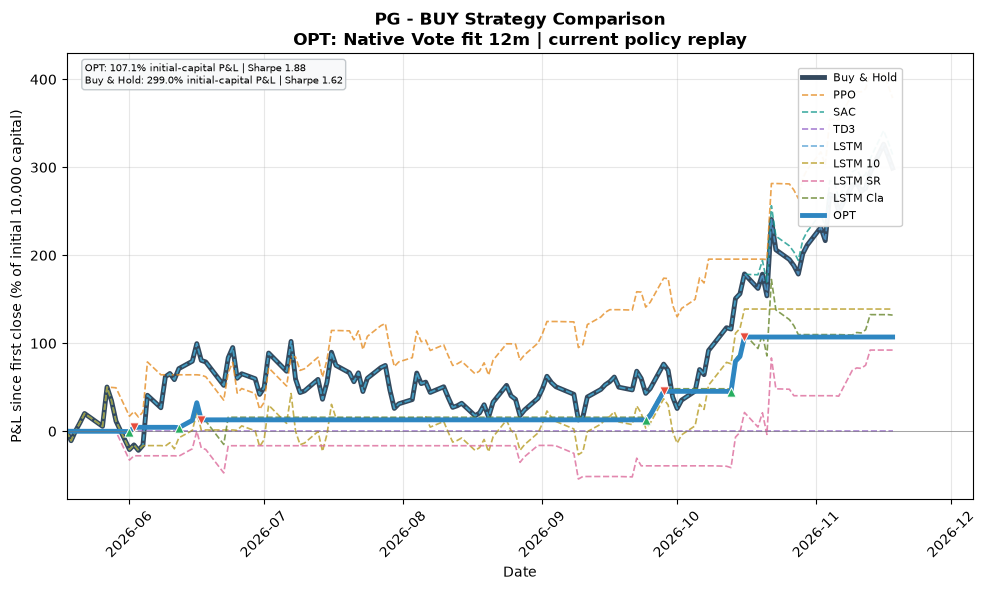 PG - BUY Strategy Comparison
OPT: Native Vote fit 12m | current policy replay
OPT: 107.1% initial-capital P&L | Sharpe 1.88
Buy & Hold: 299.0% initial-capital P&L | Sharpe 1.62
P&L since first close (% of initial 10,000 capital)
400
300
200
100
0
Buy & Hold
PPO
SAC
TD3
LSTM
LSTM 10
LSTM SR
LSTM Cla
OPT
2026-06
2026-07
2026-08
2026-09
2026-10
2026-11
2026-12
Date